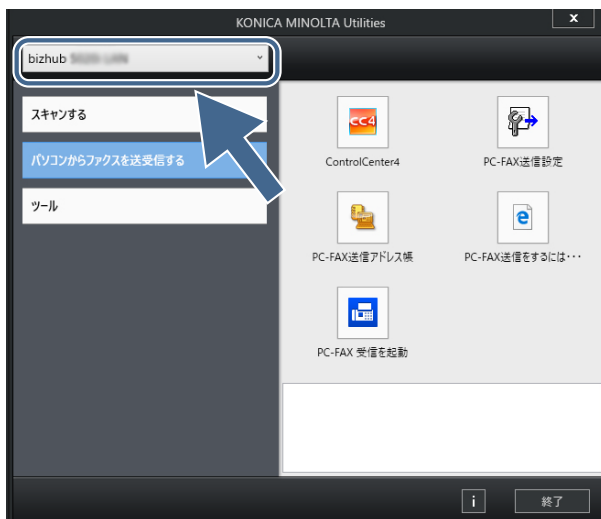 KONICA MINOLTA Utilities
x
bizhub
スキャンする
パソコンからファクスを送受信する
ツール
CC4
ControlCenter4
PC-FAX送信設定
PC-FAX送信アドレス帳
PC-FAX送信をするには・・・
PC-FAX 受信を起動
i
終了